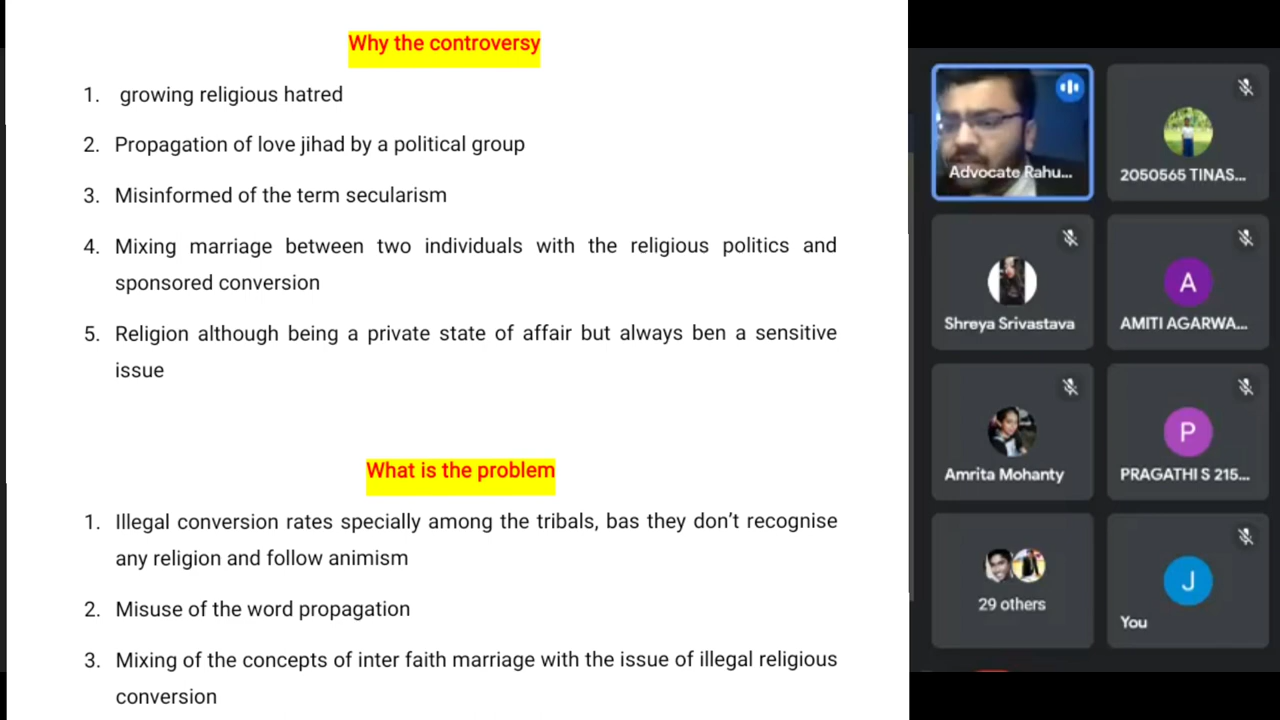 Why the controversy
1. growing religious hatred
2. Propagation of love jihad by a political group
3. Misinformed of the term secularism
4. Mixing marriage between two individuals with the religious politics and
sponsored conversion
5. Religion although being a private state of affair but always ben a sensitive
issue
What is the problem
1. Illegal conversion rates specially among the tribals, bas they don’t recognise
any religion and follow animism
2. Misuse of the word propagation
3. Mixing of the concepts of inter faith marriage with the issue of illegal religious
conversion
Advocate Rahu...
2050565 TINAS...
Shreya Srivastava
A
AMITI AGARWA...
Amrita Mohanty
P
PRAGATHI S 215...
29 others
J
You